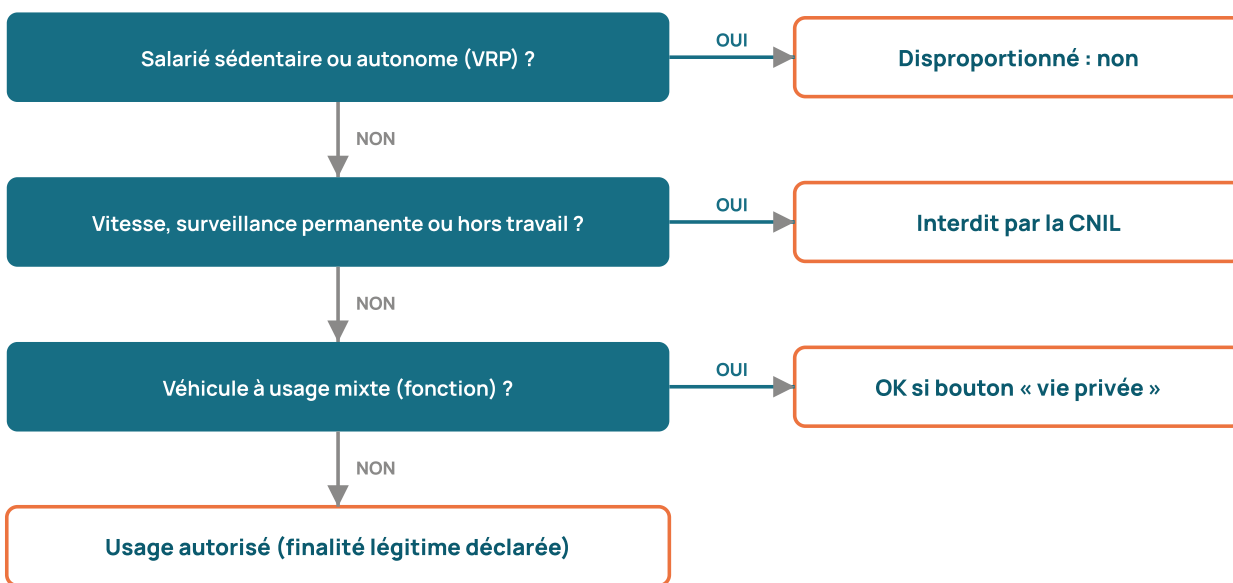 Salarié sédentaire ou autonome (VRP) ?
OUI
Disproportionné : non
NON
Vitesse, surveillance permanente ou hors travail ?
OUI
Interdit par la CNIL
NON
Véhicule à usage mixte (fonction) ?
OUI
OK si bouton « vie privée »
NON
Usage autorisé (finalité légitime déclarée)